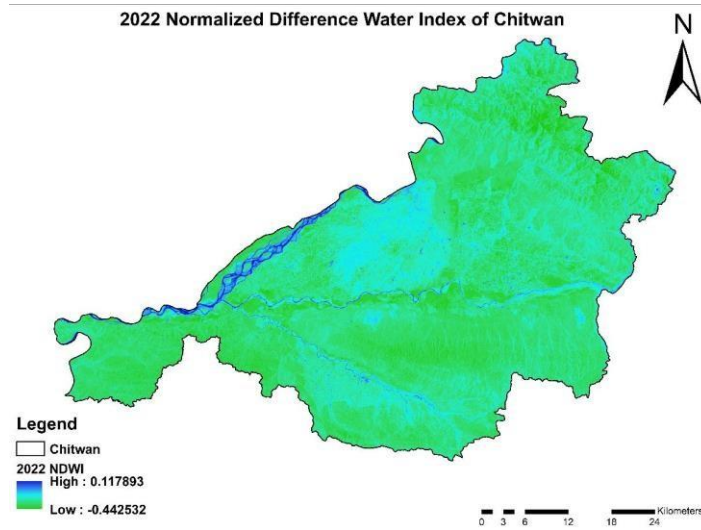 2022 Normalized Difference Water Index of Chitwan
N
Legend
Chitwan
2022 NDWI
High : 0.117893
Low : -0.442532
Kilometers
0 3 6 12 18 24